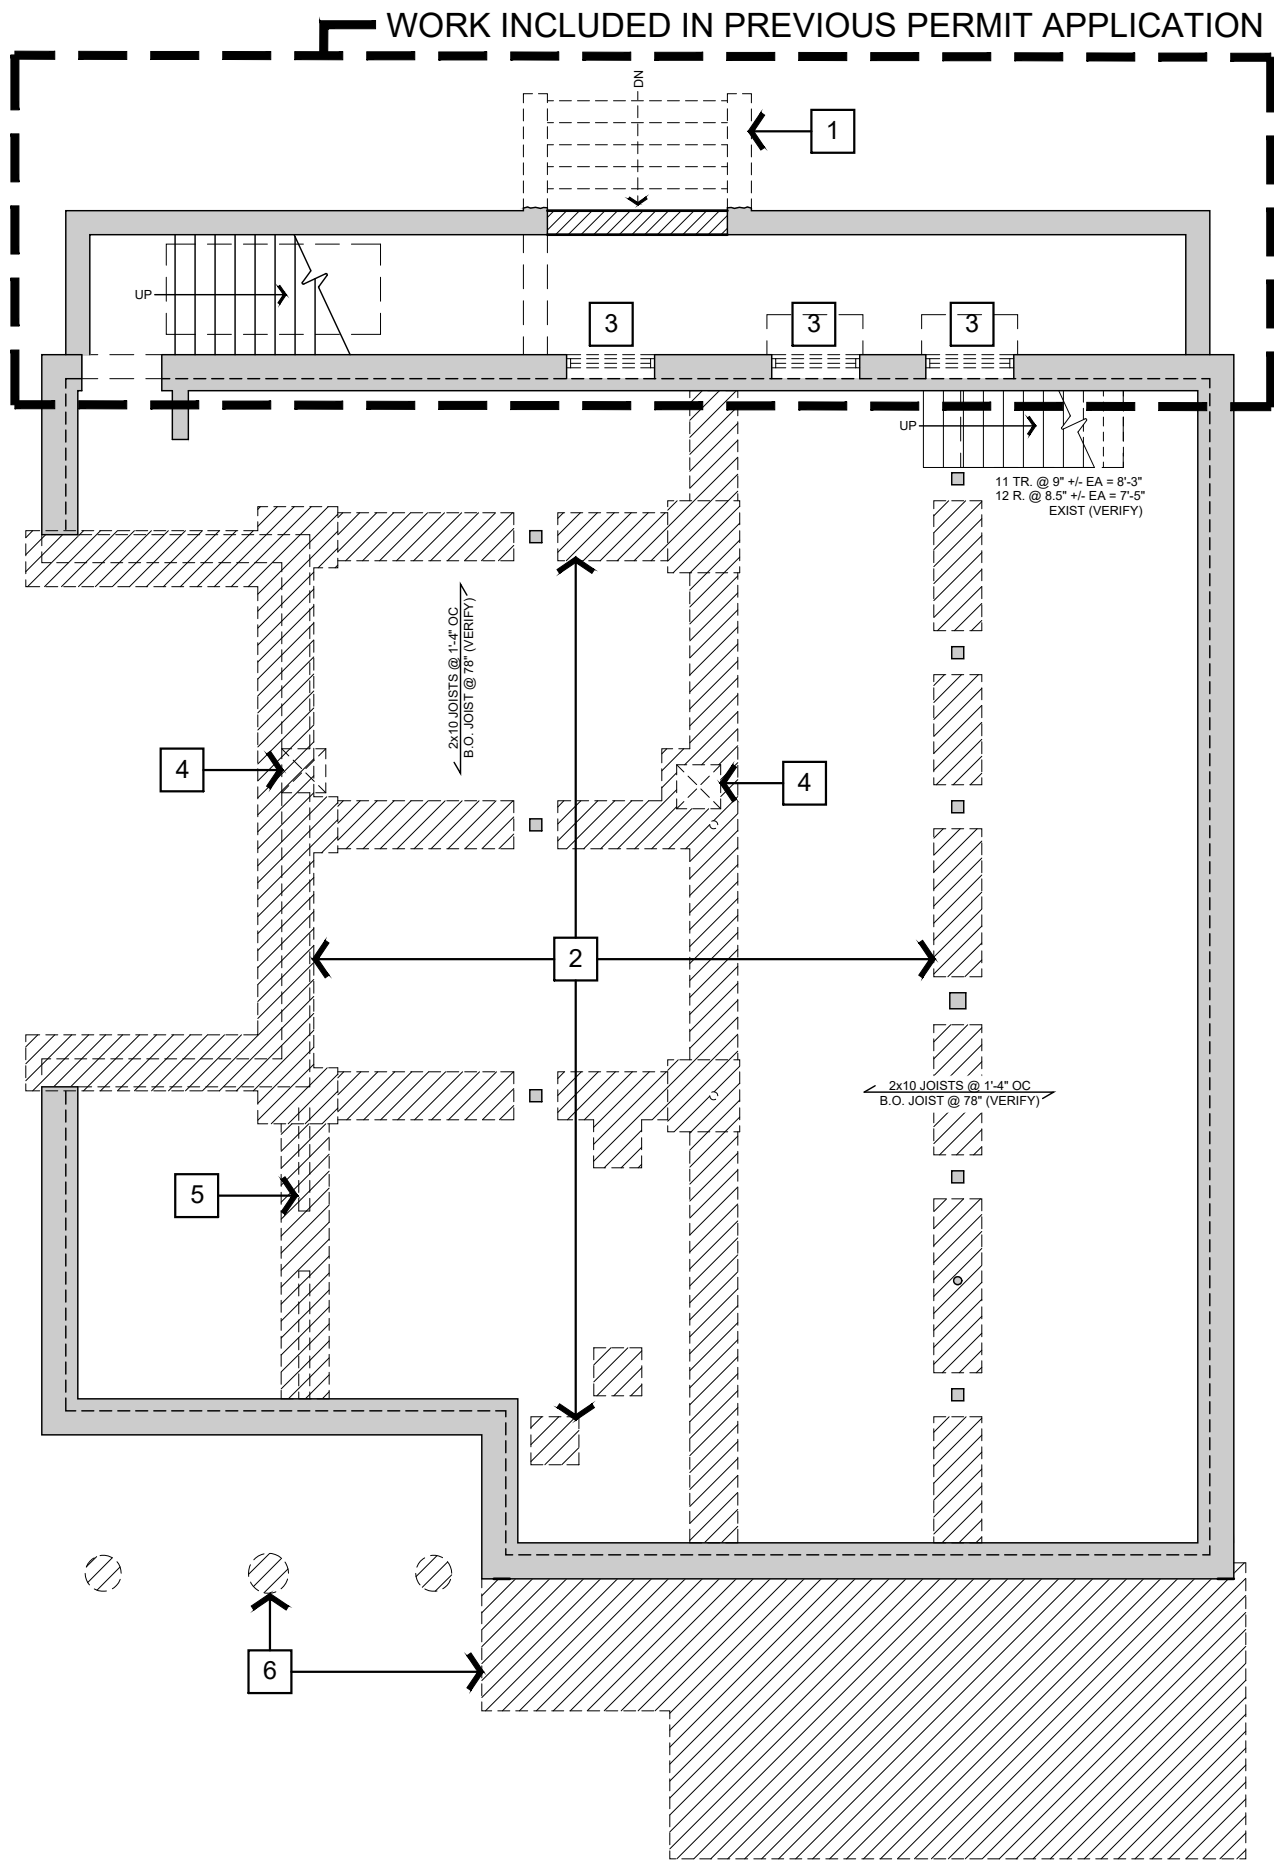 WORK INCLUDED IN PREVIOUS PERMIT APPLICATION
DN
1
UP
3
3
3
UP
11 TR. @ 9" +/- EA = 8'-3"
12 R. @ 8.5" +/- EA = 7'-5"
EXIST (VERIFY)
2x10 JOISTS @ 1'-4" OC
B.O. JOIST @ 78" (VERIFY)
4
4
2
2x10 JOISTS @ 1'-4" OC
B.O. JOIST @ 78" (VERIFY)
5
6